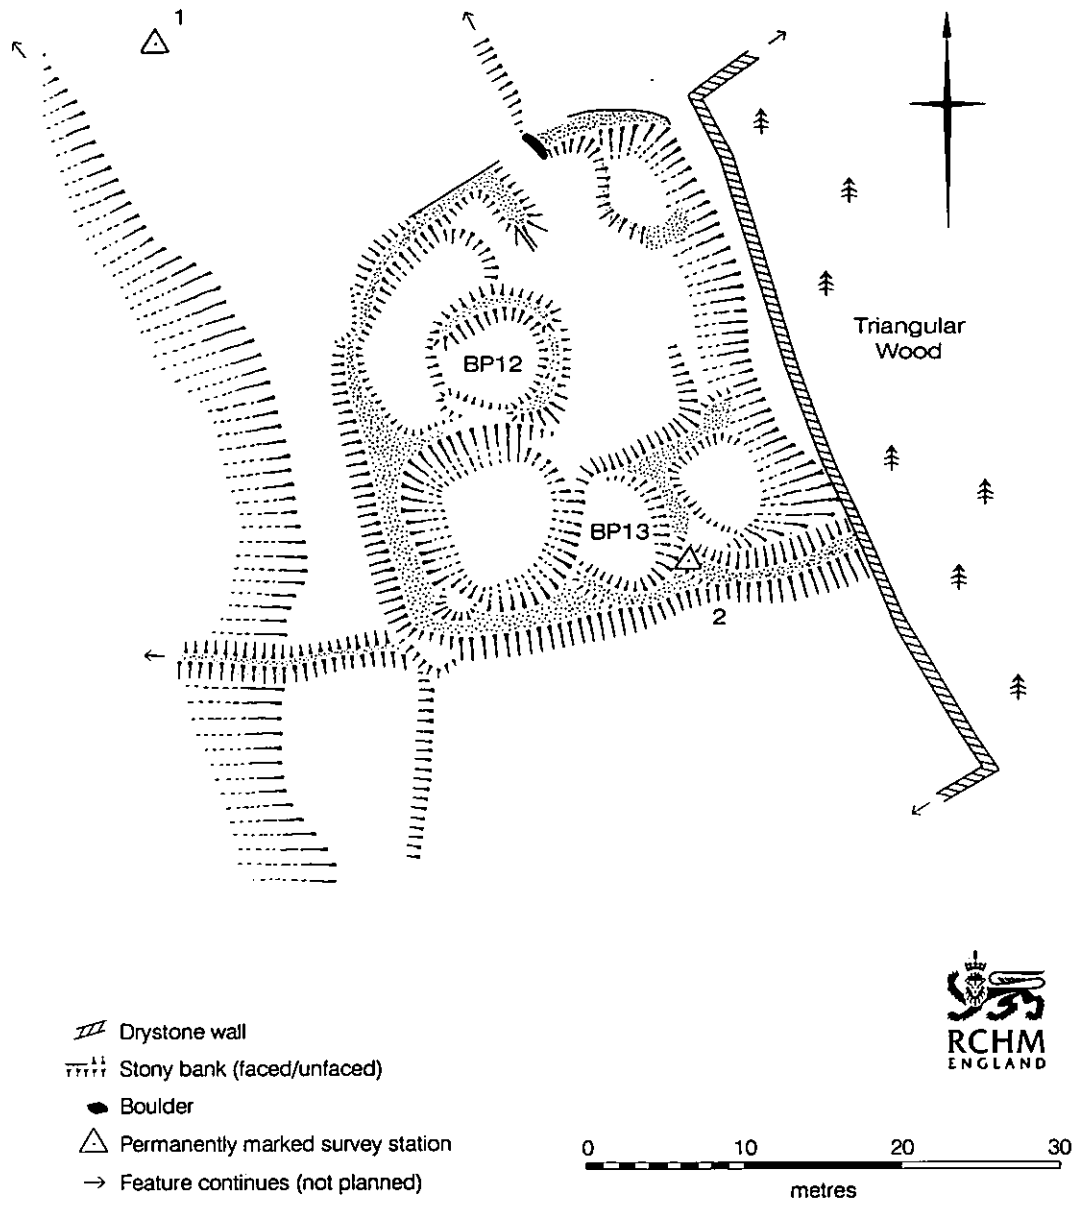 1
Triangular
Wood
BP12
BP13
2
RCHM
ENGLAND
Drystone wall
Stony bank (faced/unfaced)
Boulder
Permanently marked survey station
Feature continues (not planned)
0 10 20 30
metres